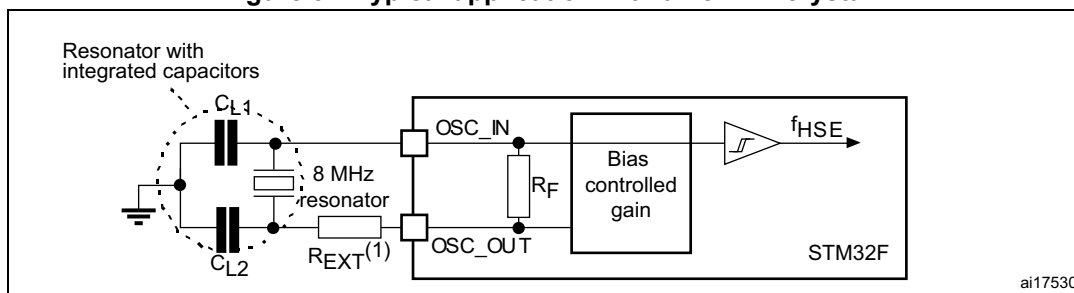 Resonator with
integrated capacitors
CL1
OSC_IN
fHSE
8 MHz
resonator
RF
Bias
controlled
gain
REXT(1)
OSC_OUT
STM32F
CL2
ai17530